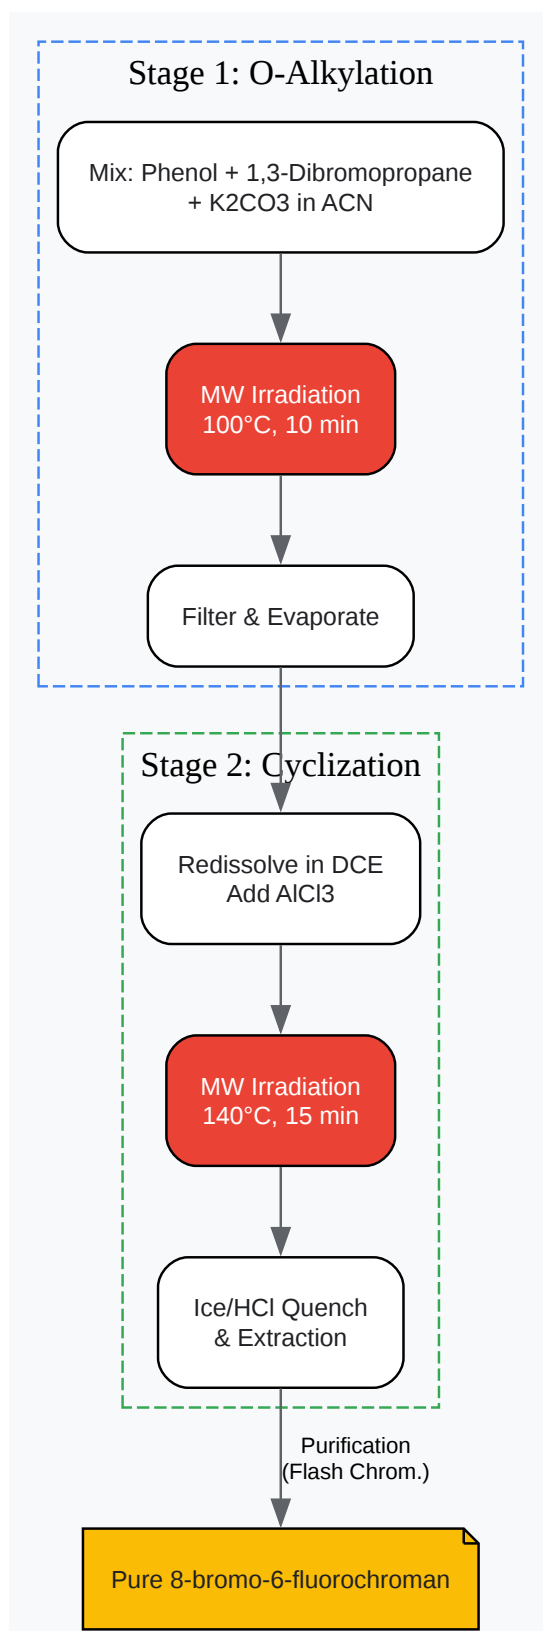 Stage 1: O-Alkylation
Mix: Phenol + 1,3-Dibromopropane
+ K2CO3 in ACN
MW Irradiation
100°C, 10 min
Filter & Evaporate
Stage 2: Cyclization
Redissolve in DCE
Add AlCl3
MW Irradiation
140°C, 15 min
Ice/HCl Quench
& Extraction
Purification
(Flash Chrom.)
Pure 8-bromo-6-fluorochroman